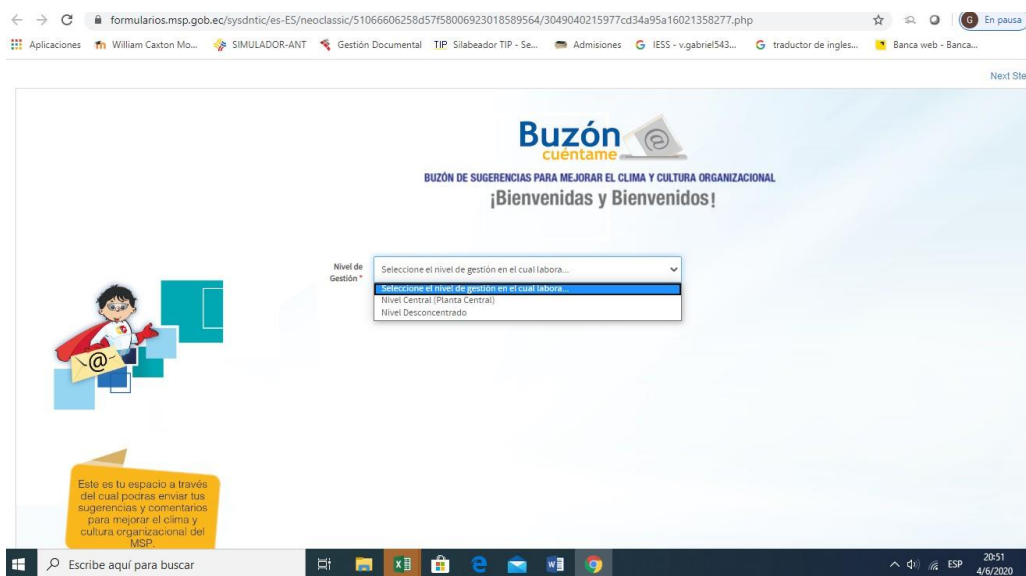 formularios.msp.gob.ec/sysdntic/es-ES/neoclassic/51066606258d57f58006923018589564/3049040215977cd34a95a16021358277.php
G En pausa
Aplicaciones William Caxton Mo... SIMULADOR-ANT Gestión Documental TIP Silabeador TIP - Se... Admisiones G IESS - v.gabriel543... G traductor de ingles... Banca web - Banca...
Next Ste
Buzón
cuéntame
BUZÓN DE SUGERENCIAS PARA MEJORAR EL CLIMA Y CULTURA ORGANIZACIONAL
¡Bienvenidas y Bienvenidos!
Nivel de
Gestión *
Seleccione el nivel de gestión en el cual labora...
Seleccione el nivel de gestión en el cual labora...
Nivel Central (Planta Central)
Nivel Desconcentrado
@
Este es tu espacio a través
del cual podras enviar tus
sugerencias y comentarios
para mejorar el clima y
cultura organizacional del
MSP.
Escribe aquí para buscar
ESP
20:51
4/6/2020